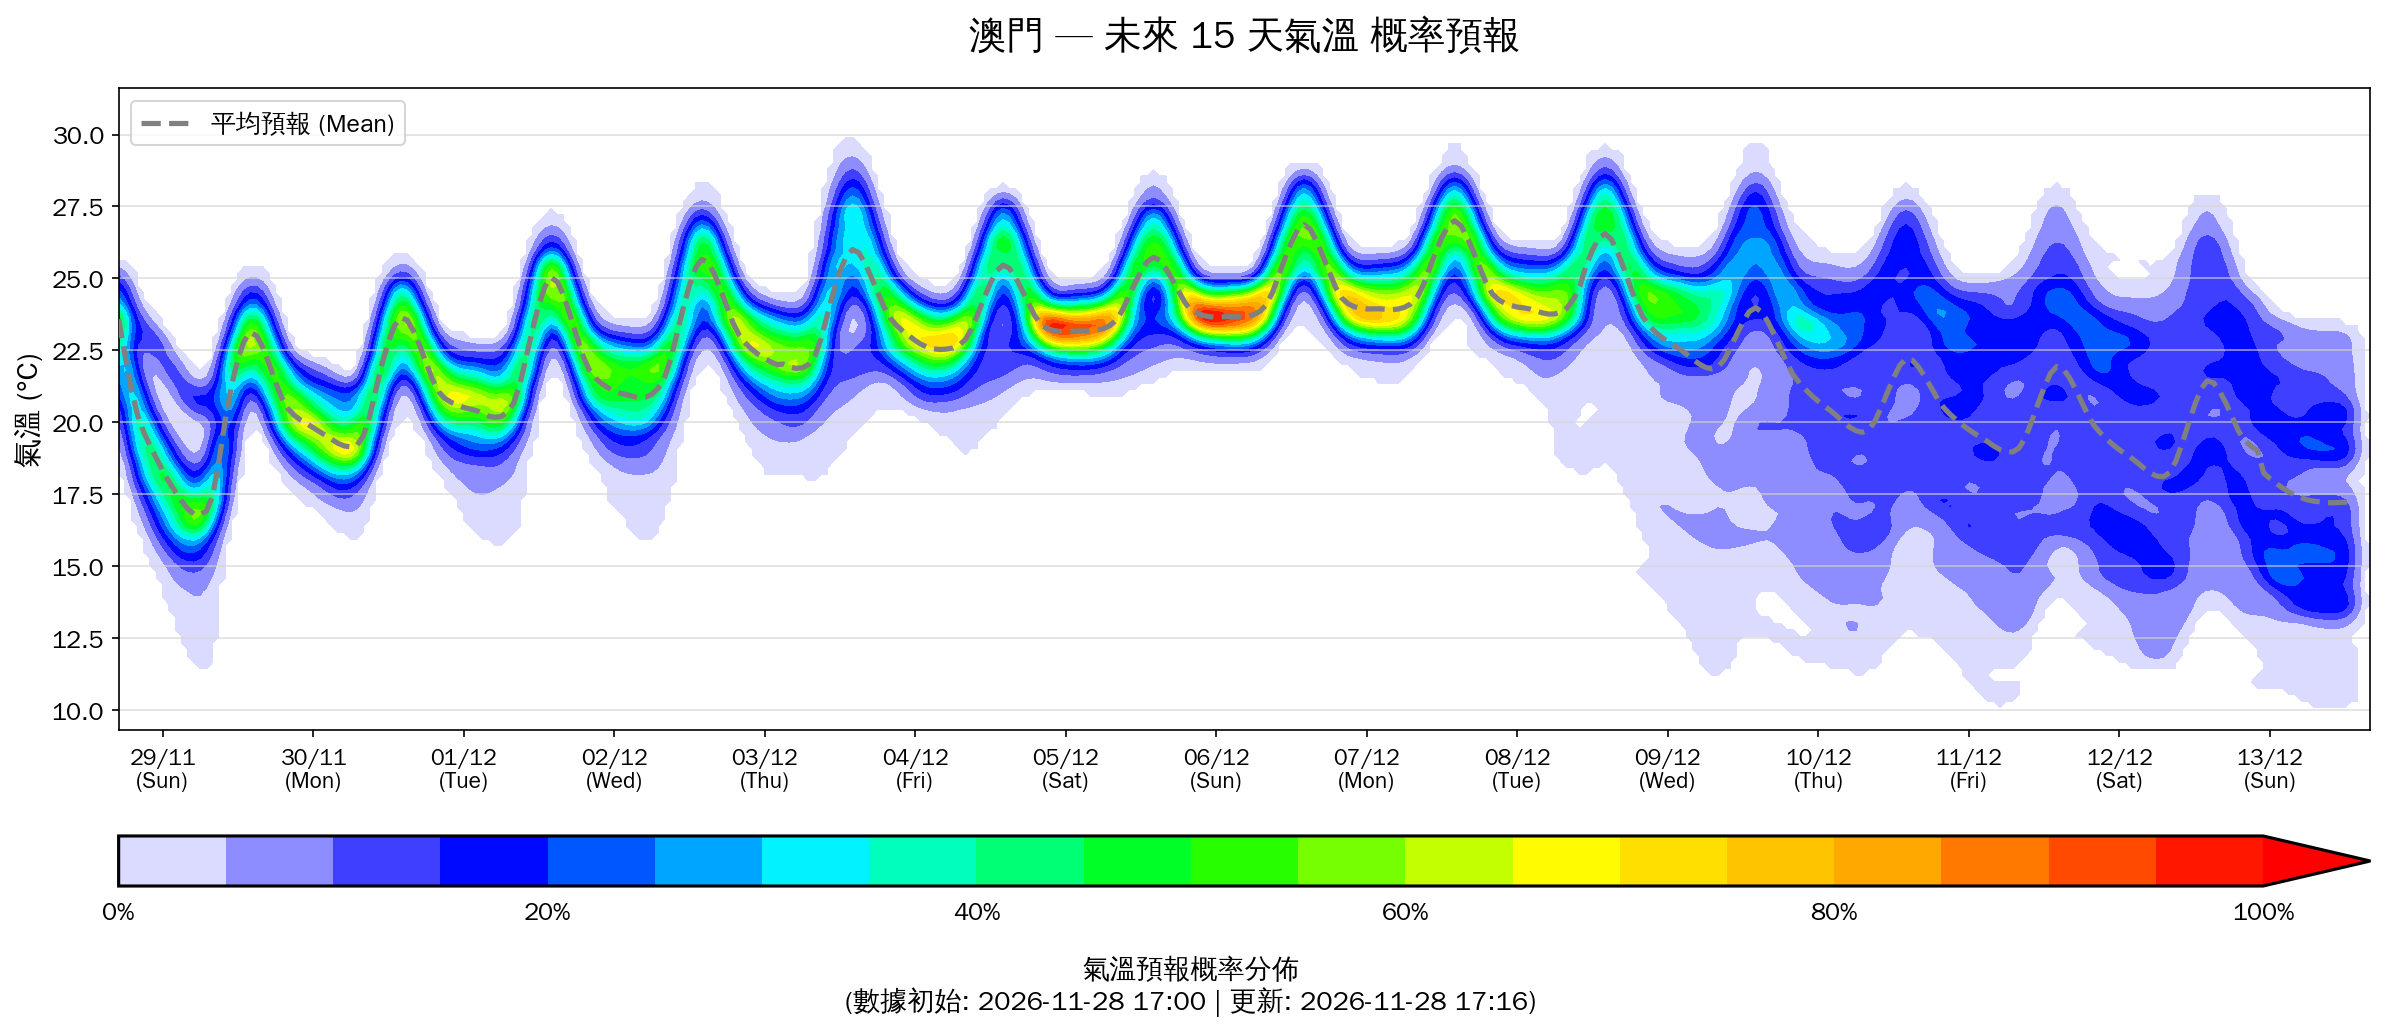 澳門 — 未來 15 天氣溫 概率預報
平均預報 (Mean)
氣溫 (°C)
30.0
27.5
25.0
22.5
20.0
17.5
15.0
12.5
10.0
29/11 30/11 01/12 02/12 03/12 04/12 05/12 06/12 07/12 08/12 09/12 10/12 11/12 12/12 13/12
(Sun) (Mon) (Tue) (Wed) (Thu) (Fri) (Sat) (Sun) (Mon) (Tue) (Wed) (Thu) (Fri) (Sat) (Sun)
0% 20% 40% 60% 80% 100%
氣溫預報概率分佈
(數據初始: 2026-11-28 17:00 | 更新: 2026-11-28 17:16)